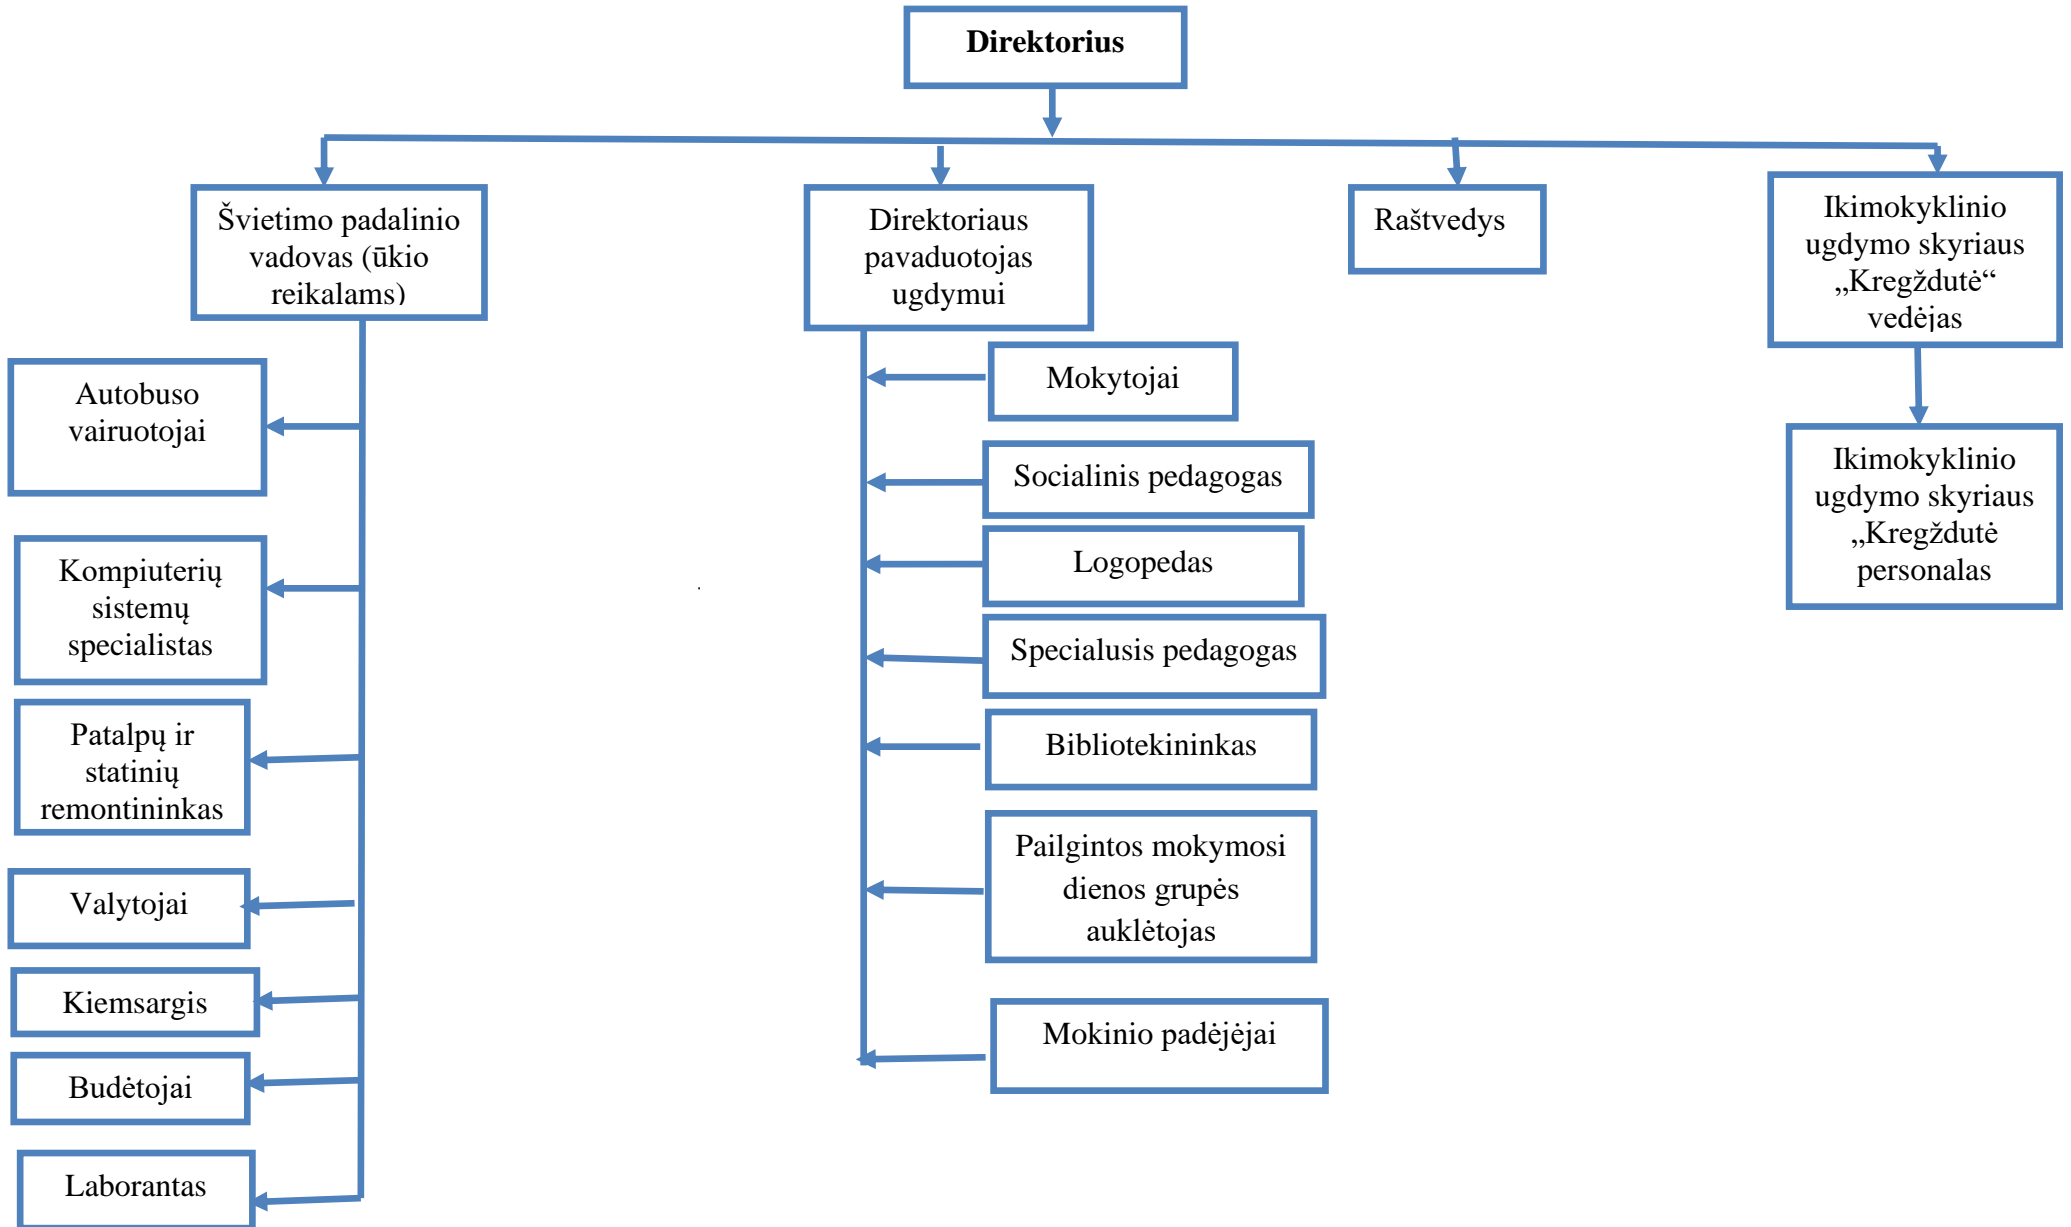 Direktorius
Švietimo padalinio
vadovas (ūkio
reikalams)
Direktoriaus
pavaduotojas
ugdymui
Raštvedys
Ikimokyklinio
ugdymo skyriaus
„Kregždutė“
vedėjas
Autobuso
vairuotojai
Kompiuterių
sistemų
specialistas
Patalpų ir
statinių
remontininkas
Valytojai
Kiemsargis
Budėtojai
Laborantas
Mokytojai
Socialinis pedagogas
Logopedas
Specialusis pedagogas
Bibliotekininkas
Pailgintos mokymosi
dienos grupės
auklėtojas
Mokinio padėjėjai
Ikimokyklinio
ugdymo skyriaus
„Kregždutė
personalas